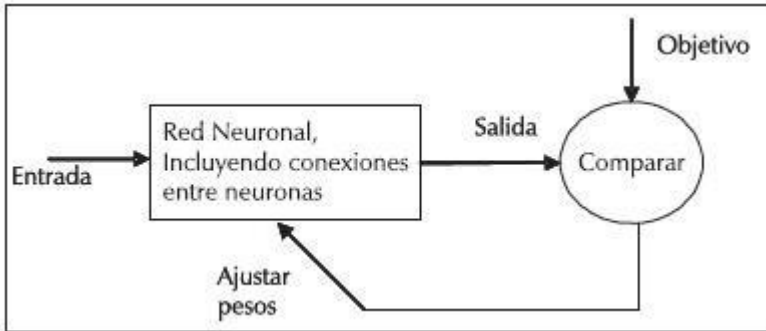 Objetivo
Red Neuronal,
Incluyendo conexiones
entre neuronas
Salida
Comparar
Entrada
Ajustar
pesos